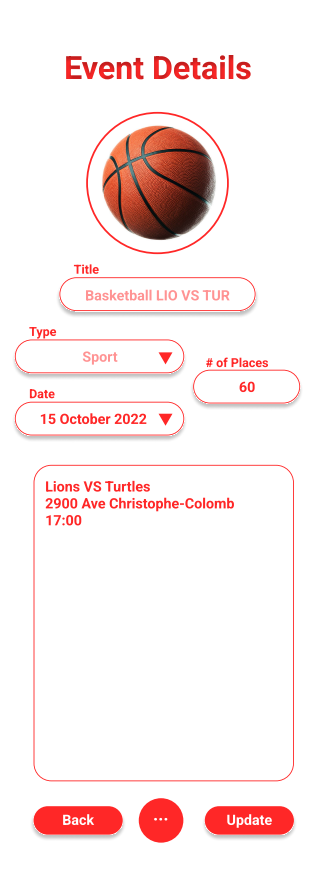 Event Details
Title
Basketball LIO VS TUR
Type
Sport
# of Places
60
Date
15 October 2022
Lions VS Turtles
2900 Ave Christophe-Colomb
17:00
Back
...
Update